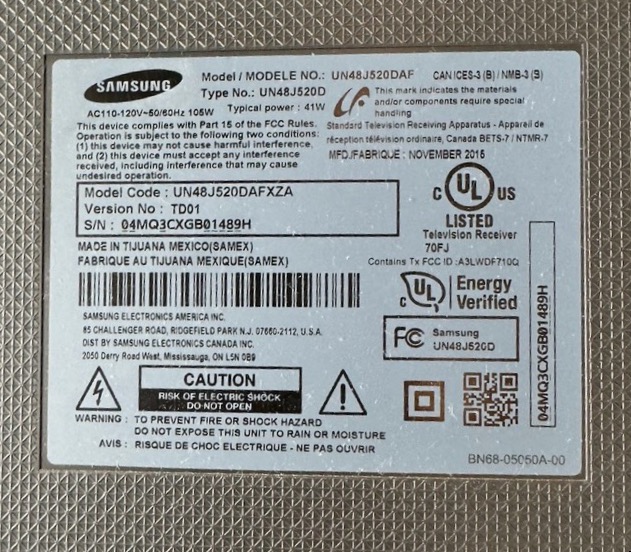 SAMSUNG
Model / MODELE NO.: UN48J520DAF CAN ICES-3 (B) / NMB-3 (B)
Type No.: UN48J520D
AC110-120V~50/60Hz 105W Typical power : 41W
This mark indicates the materials
and/or components require special
handling
This device complies with Part 15 of the FCC Rules.
Operation is subject to the following two conditions:
(1) this device may not cause harmful interference,
and (2) this device must accept any interference
received, including interference that may cause
undesired operation.
Standard Television Receiving Apparatus - Appareil de
réception télévision ordinaire, Canada BETS-7 / NTMR-7
MFD./FABRIQUE : NOVEMBER 2015
Model Code : UN48J520DAFXZA
Version No : TD01
S/N : 04MQ3CXGB01489H
C UL US
LISTED
Television Receiver
70FJ
MADE IN TIJUANA MEXICO(SAMEX)
FABRIQUE AU TIJUANA MEXIQUE(SAMEX)
Contains Tx FCC ID :A3LWDF710Q
C UL Energy
Verified
SAMSUNG ELECTRONICS AMERICA INC.
85 CHALLENGER ROAD, RIDGEFIELD PARK N.J. 07660-2112, U.S.A.
DIST BY SAMSUNG ELECTRONICS CANADA INC.
2050 Derry Road West, Mississauga, ON L5N 0B9
FC Samsung
UN48J520D
04MQ3CXGB01489H
CAUTION
RISK OF ELECTRIC SHOCK
DO NOT OPEN
WARNING : TO PREVENT FIRE OR SHOCK HAZARD
DO NOT EXPOSE THIS UNIT TO RAIN OR MOISTURE
AVIS : RISQUE DE CHOC ELECTRIQUE - NE PAS OUVRIR
BN68-05050A-00